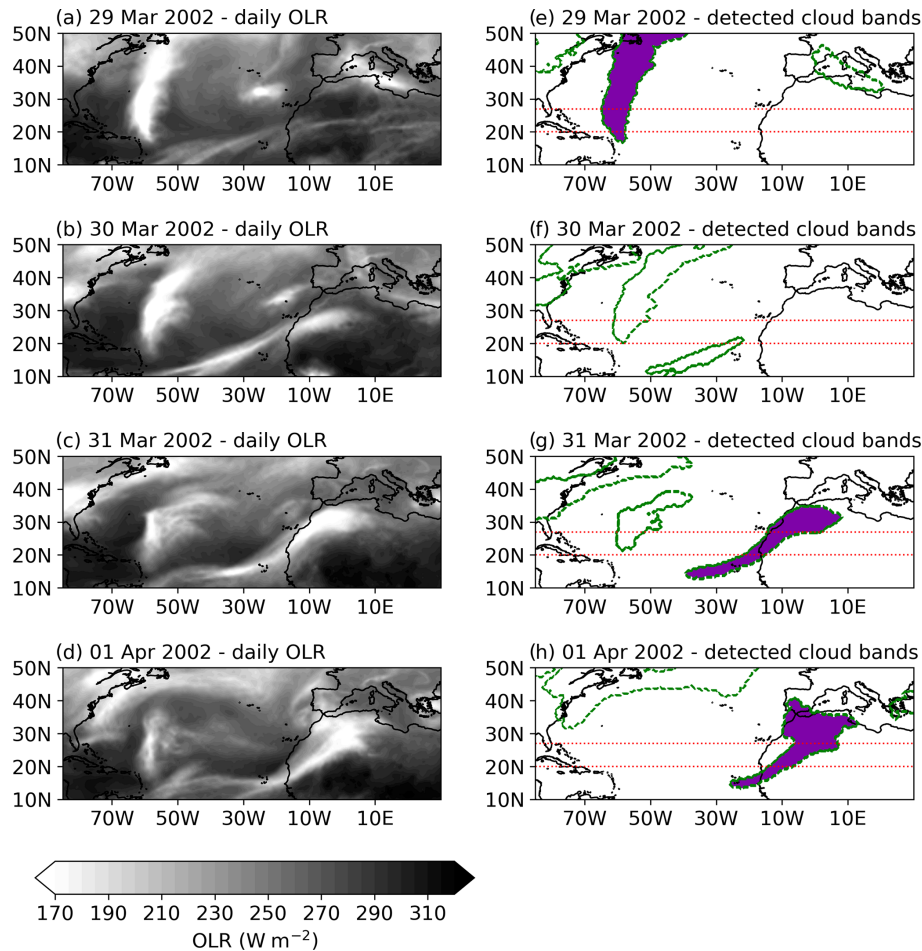 (a) 29 Mar 2002 - daily OLR
50N
40N
30N
20N
10N
70W 50W 30W 10W 10E
(e) 29 Mar 2002 - detected cloud bands
50N
40N
30N
20N
10N
70W 50W 30W 10W 10E
(b) 30 Mar 2002 - daily OLR
50N
40N
30N
20N
10N
70W 50W 30W 10W 10E
(f) 30 Mar 2002 - detected cloud bands
50N
40N
30N
20N
10N
70W 50W 30W 10W 10E
(c) 31 Mar 2002 - daily OLR
50N
40N
30N
20N
10N
70W 50W 30W 10W 10E
(g) 31 Mar 2002 - detected cloud bands
50N
40N
30N
20N
10N
70W 50W 30W 10W 10E
(d) 01 Apr 2002 - daily OLR
50N
40N
30N
20N
10N
70W 50W 30W 10W 10E
(h) 01 Apr 2002 - detected cloud bands
50N
40N
30N
20N
10N
70W 50W 30W 10W 10E
170 190 210 230 250 270 290 310
OLR (W m⁻²)